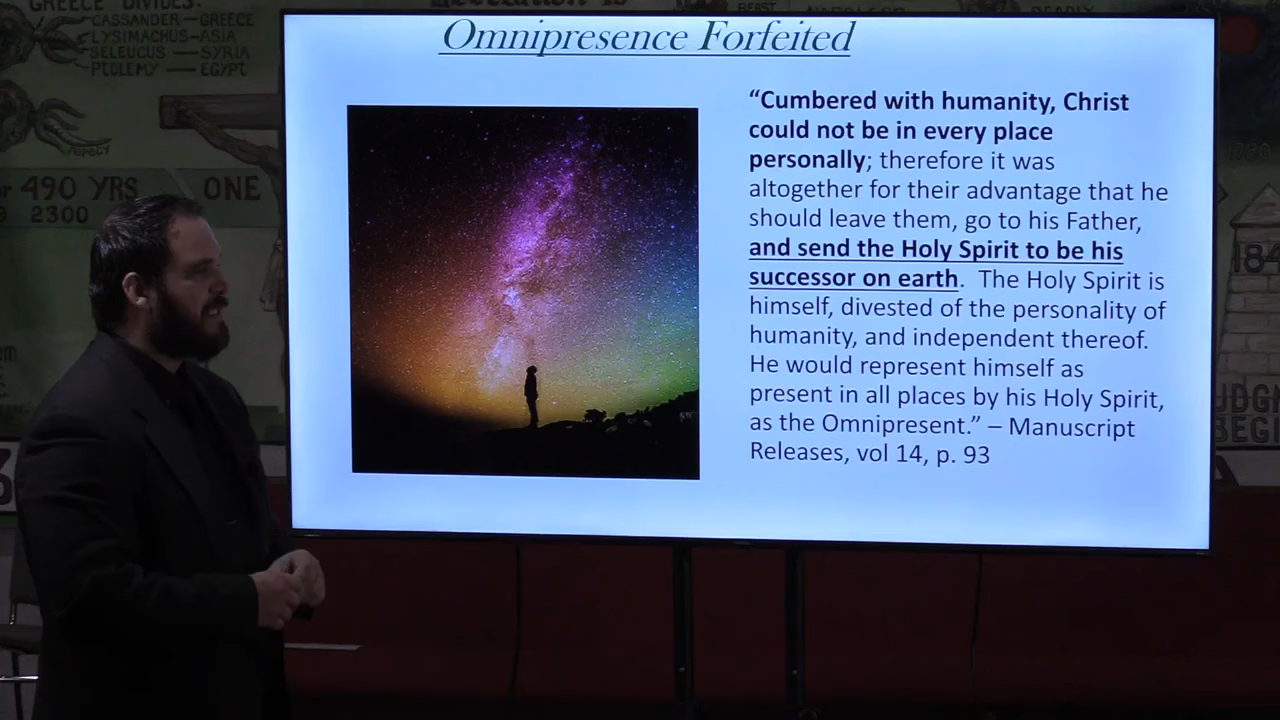 GREECE DIVIDES:
CASSANDER — GREECE
LYSIMACHUS - ASIA
SELEUCUS — SYRIA
PTOLEMY — EGYPT
PAPACY
490 YRS
ONE
2300
Omnipresence Forfeited
“Cumbered with humanity, Christ
could not be in every place
personally; therefore it was
altogether for their advantage that he
should leave them, go to his Father,
and send the Holy Spirit to be his
successor on earth. The Holy Spirit is
himself, divested of the personality of
humanity, and independent thereof.
He would represent himself as
present in all places by his Holy Spirit,
as the Omnipresent.” – Manuscript
Releases, vol 14, p. 93
BEAST
DEADLY